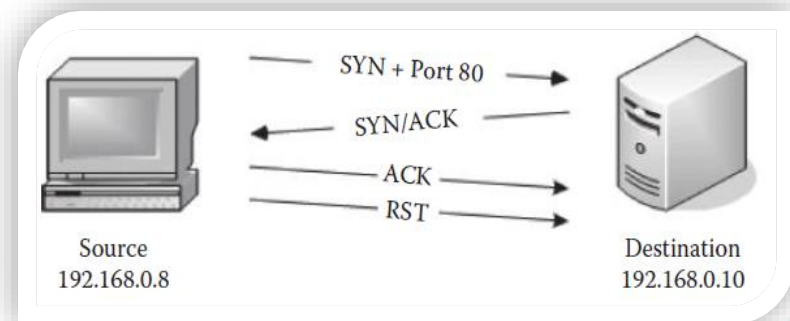 SYN + Port 80
SYN/ACK
ACK
RST
Source
192.168.0.8
Destination
192.168.0.10